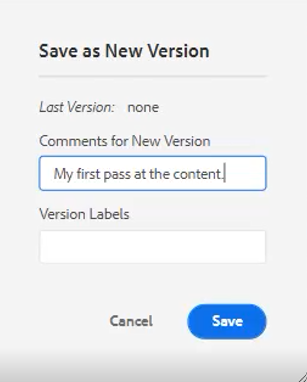 Save as New Version
Last Version: none
Comments for New Version
My first pass at the content.
Version Labels
Cancel Save